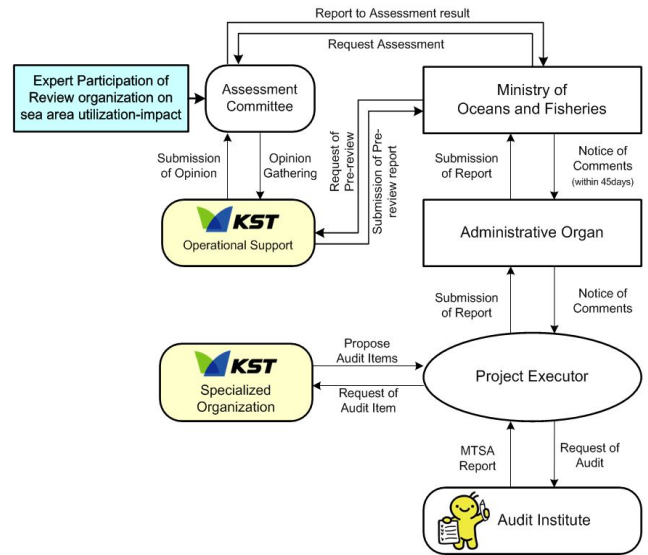 Report to Assessment result
Request Assessment
Expert Participation of
Review organization on
sea area utilization-impact
Assessment
Committee
Ministry of
Oceans and Fisheries
Submission
of Opinion
Opinion
Gathering
Request of
Pre-review
Submission of Pre-
review report
Submission
of Report
Notice of
Comments
(within 45days)
KST
Operational Support
Administrative Organ
Submission
of Report
Notice of
Comments
KST
Specialized
Organization
Propose
Audit Items
Request of
Audit Item
Project Executor
MTSA
Report
Request of
Audit
Audit Institute